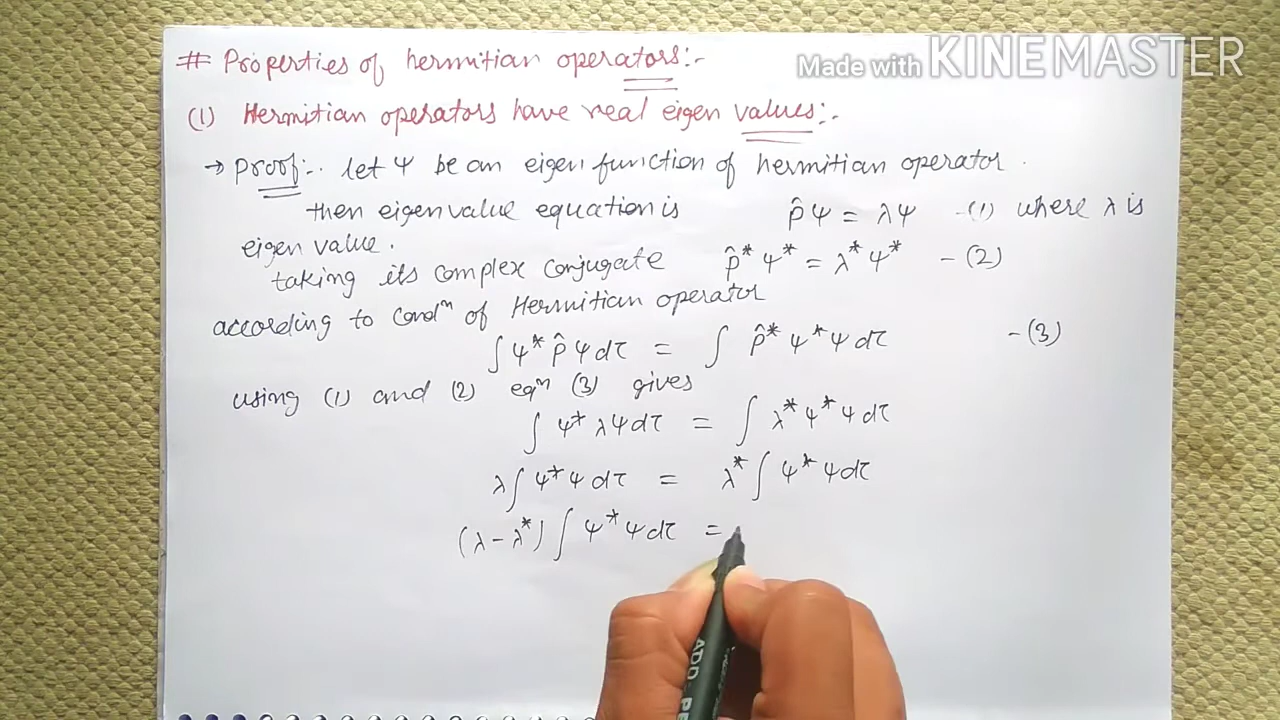 # Properties of hermitian operators:-
Made with KINEMASTER
(1) Hermitian operators have real eigen values:-
→ Proof:- let Ψ be an eigen function of hermitian operator.
then eigenvalue equation is p̂Ψ = λΨ -(1) where λ is
eigen value.
taking its complex conjugate p̂*Ψ* = λ*Ψ* -(2)
according to condⁿ of Hermitian operator
∫Ψ* p̂ Ψ dτ = ∫ p̂* Ψ* Ψ dτ -(3)
using (1) and (2) eqⁿ (3) gives
∫ Ψ* λΨ dτ = ∫ λ* Ψ* Ψ dτ
λ∫ Ψ* Ψ dτ = λ* ∫ Ψ* Ψ dτ
(λ-λ*) ∫ Ψ* Ψ dτ =